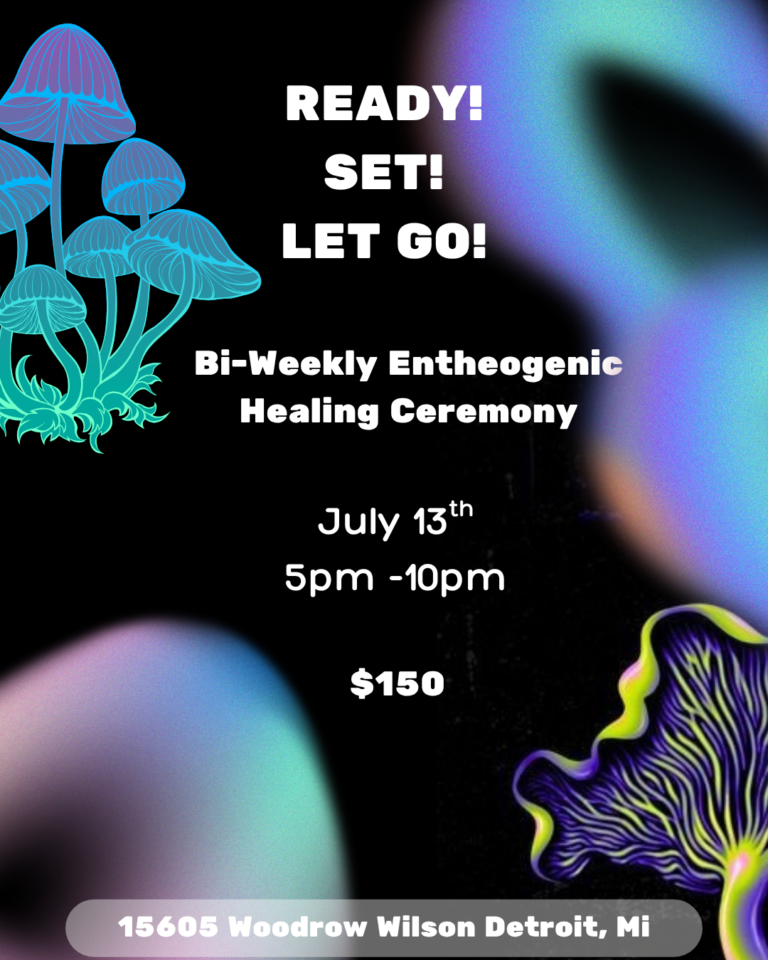 READY!
SET!
LET GO!
Bi-Weekly Entheogenic
Healing Ceremony
July 13th
5pm -10pm
$150
15605 Woodrow Wilson Detroit, Mi